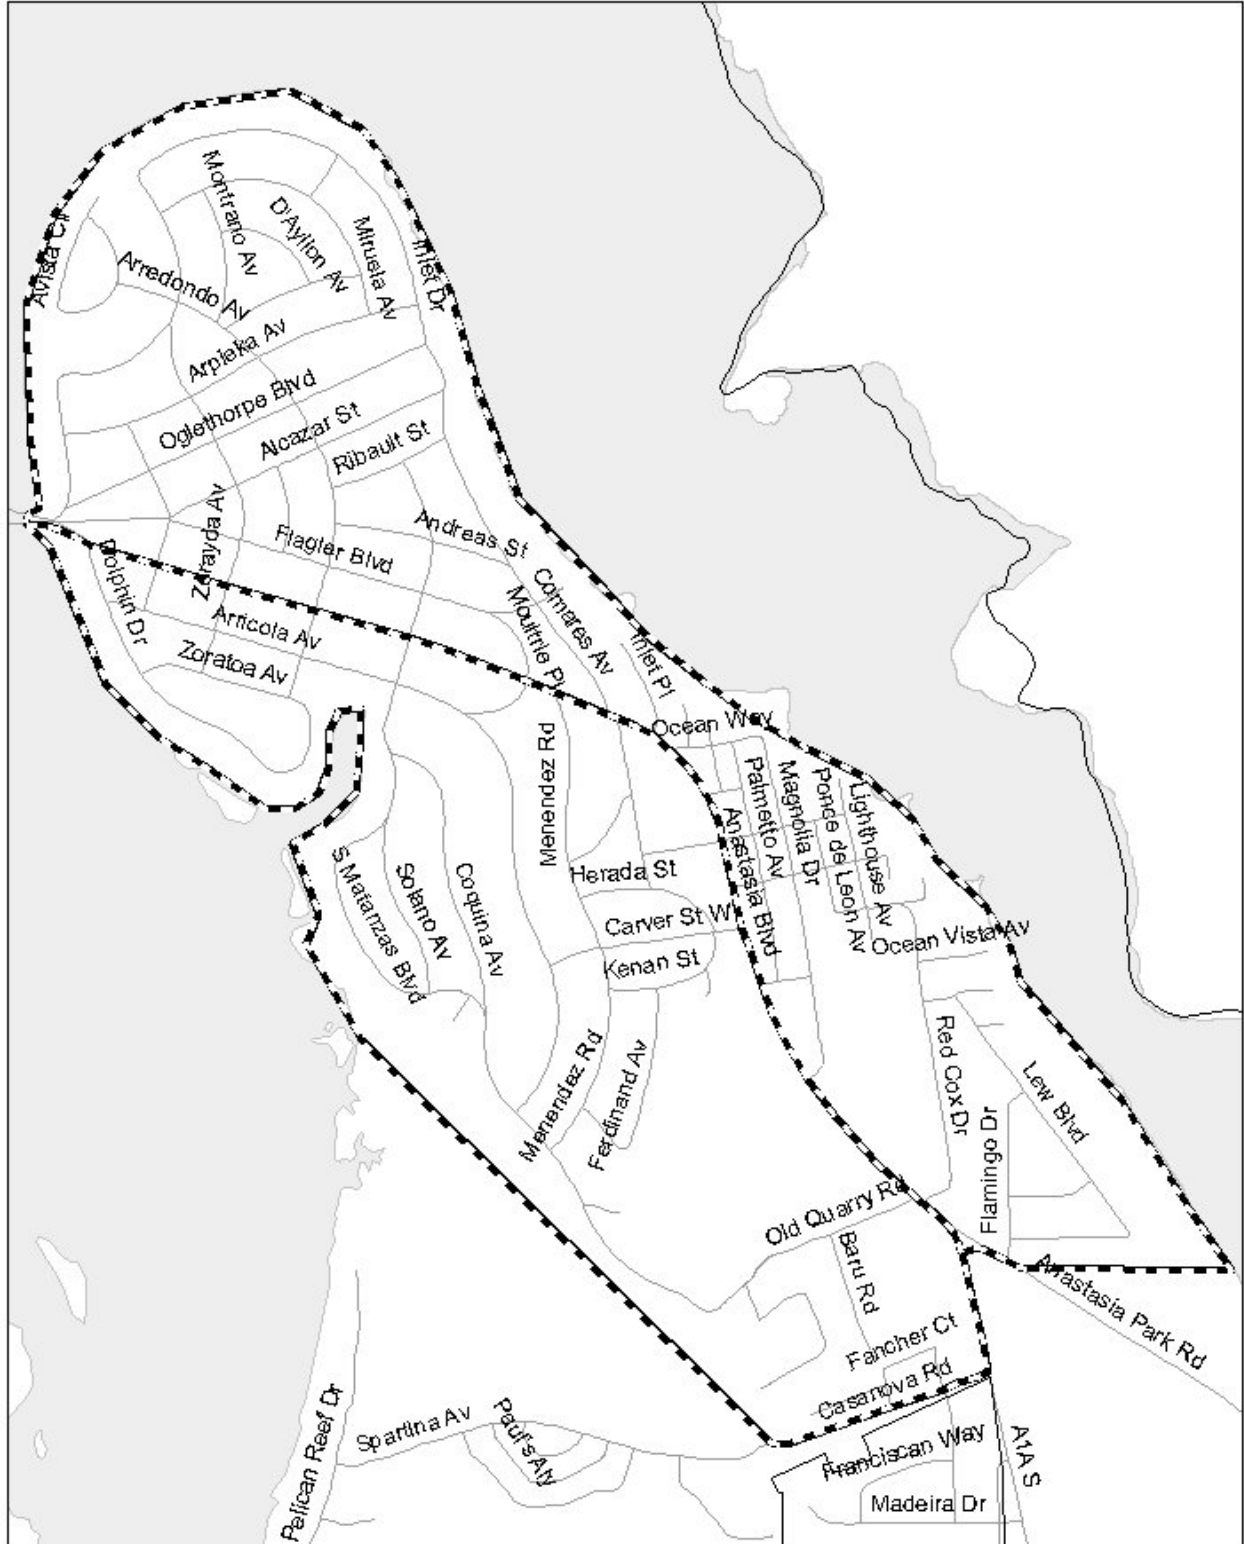 Avista Cir
Montrano Av
D'Ayllon Av
Miruela Av
Inlet Dr
Arredondo Av
Arpieka Av
Oglethorpe Blvd
Alcazar St
Ribault St
Zorayda Av
Flagler Blvd
Andreas St
Dolphin Dr
Arricola Av
Zoratoa Av
Moultrie Pl
Comares Av
Inlet Pl
Ocean Way
Menendez Rd
Palmetto Av
Magnolia Dr
Ponce de Leon Av
Lighthouse Av
Anastasia Blvd
S Matanzas Blvd
Solano Av
Coquina Av
Herada St
Carver St W
Kenan St
Ocean Vista Av
Menendez Rd
Ferdinand Av
Red Cox Dr
Lew Blvd
Flamingo Dr
Old Quarry Rd
Baru Rd
Anastasia Park Rd
Fancher Ct
Casanova Rd
Pelican Reef Dr
Spartina Av
Paul's Aly
Franciscan Way
A1A S
Madeira Dr